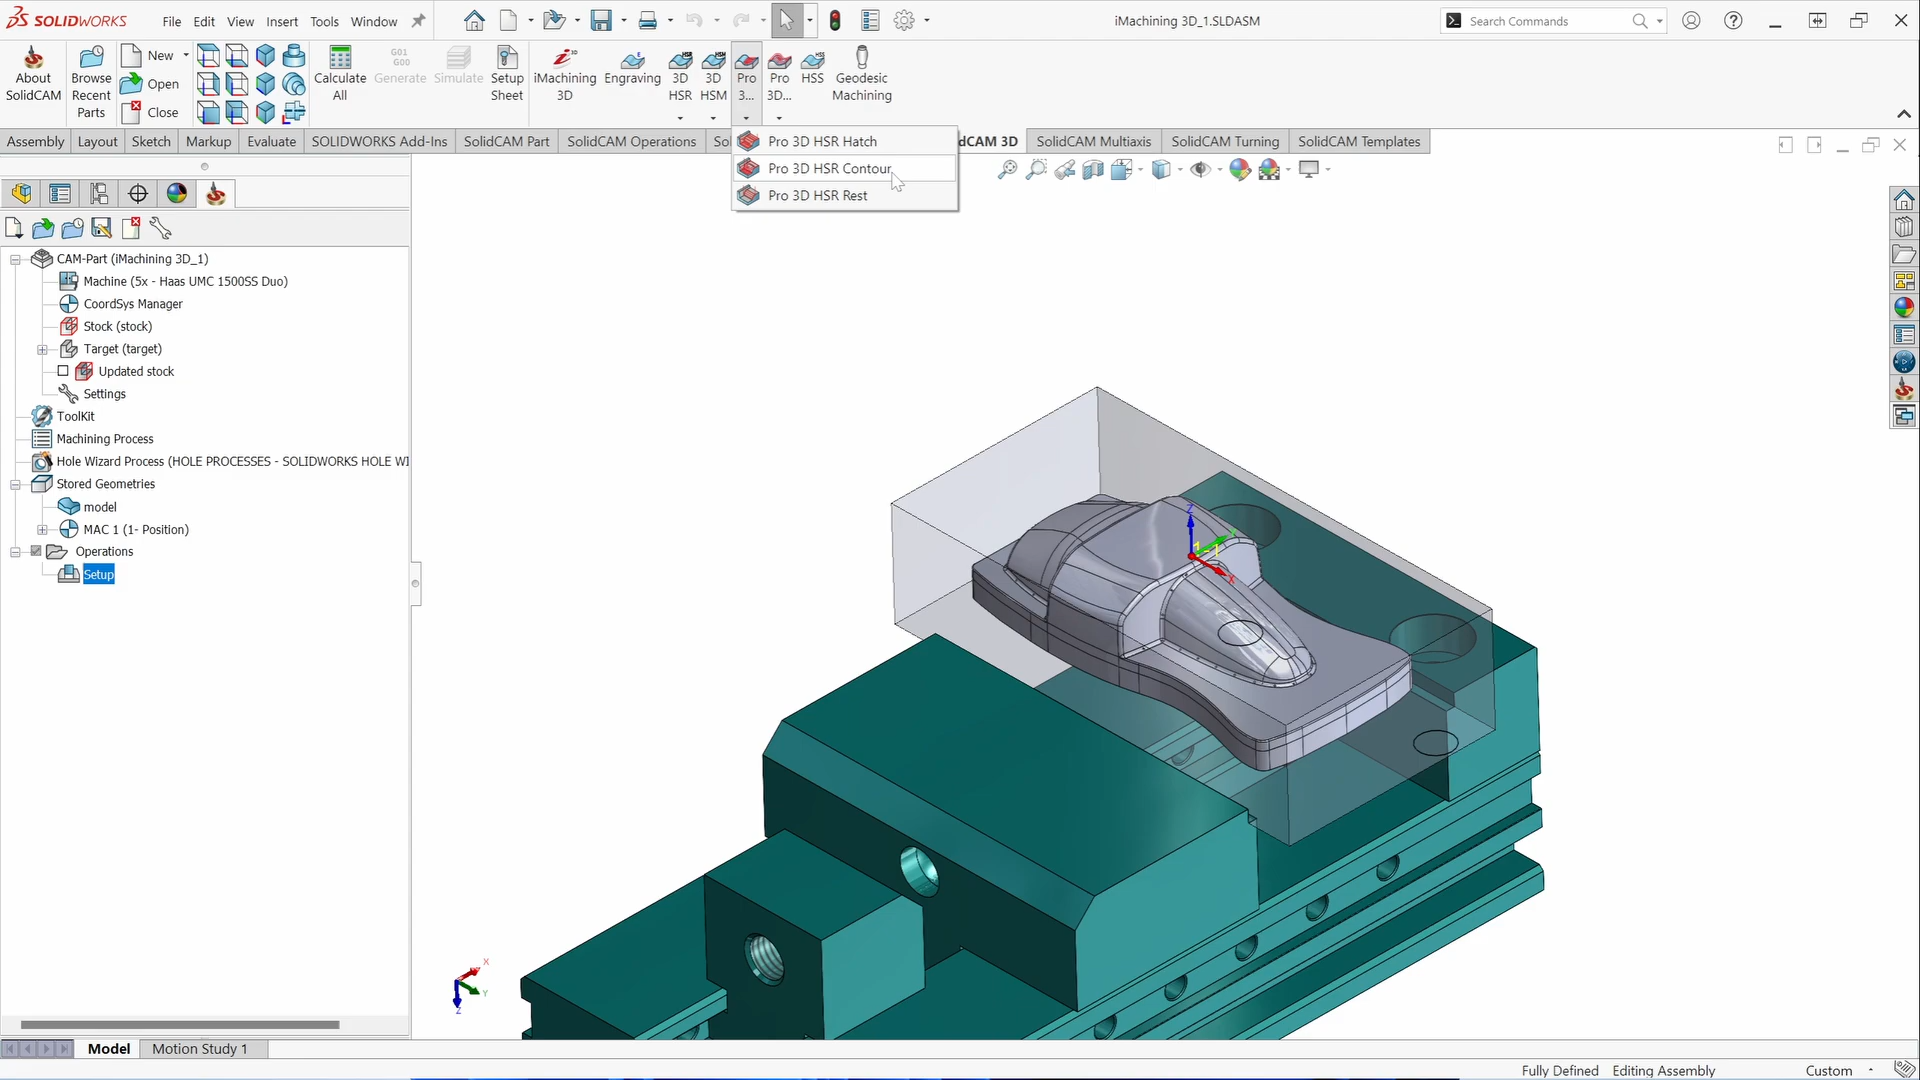 SOLIDWORKS
File Edit View Insert Tools Window
iMachining 3D_1.SLDASM
Search Commands
About SolidCAM
Browse Recent Parts
New
Open
Close
Calculate All
G01 G00
Generate
Simulate
Setup Sheet
iMachining 3D
Engraving
3D HSR
3D HSM
Pro 3...
Pro 3D...
HSS
Geodesic Machining
Assembly Layout Sketch Markup Evaluate SOLIDWORKS Add-Ins SolidCAM Part SolidCAM Operations So dCAM 3D SolidCAM Multiaxis SolidCAM Turning SolidCAM Templates
Pro 3D HSR Hatch
Pro 3D HSR Contour
Pro 3D HSR Rest
CAM-Part (iMachining 3D_1)
Machine (5x - Haas UMC 1500SS Duo)
CoordSys Manager
Stock (stock)
Target (target)
Updated stock
Settings
ToolKit
Machining Process
Hole Wizard Process (HOLE PROCESSES - SOLIDWORKS HOLE WI
Stored Geometries
model
MAC 1 (1- Position)
Operations
Setup
Z
X
X
Y
Z
Model Motion Study 1
Fully Defined Editing Assembly Custom